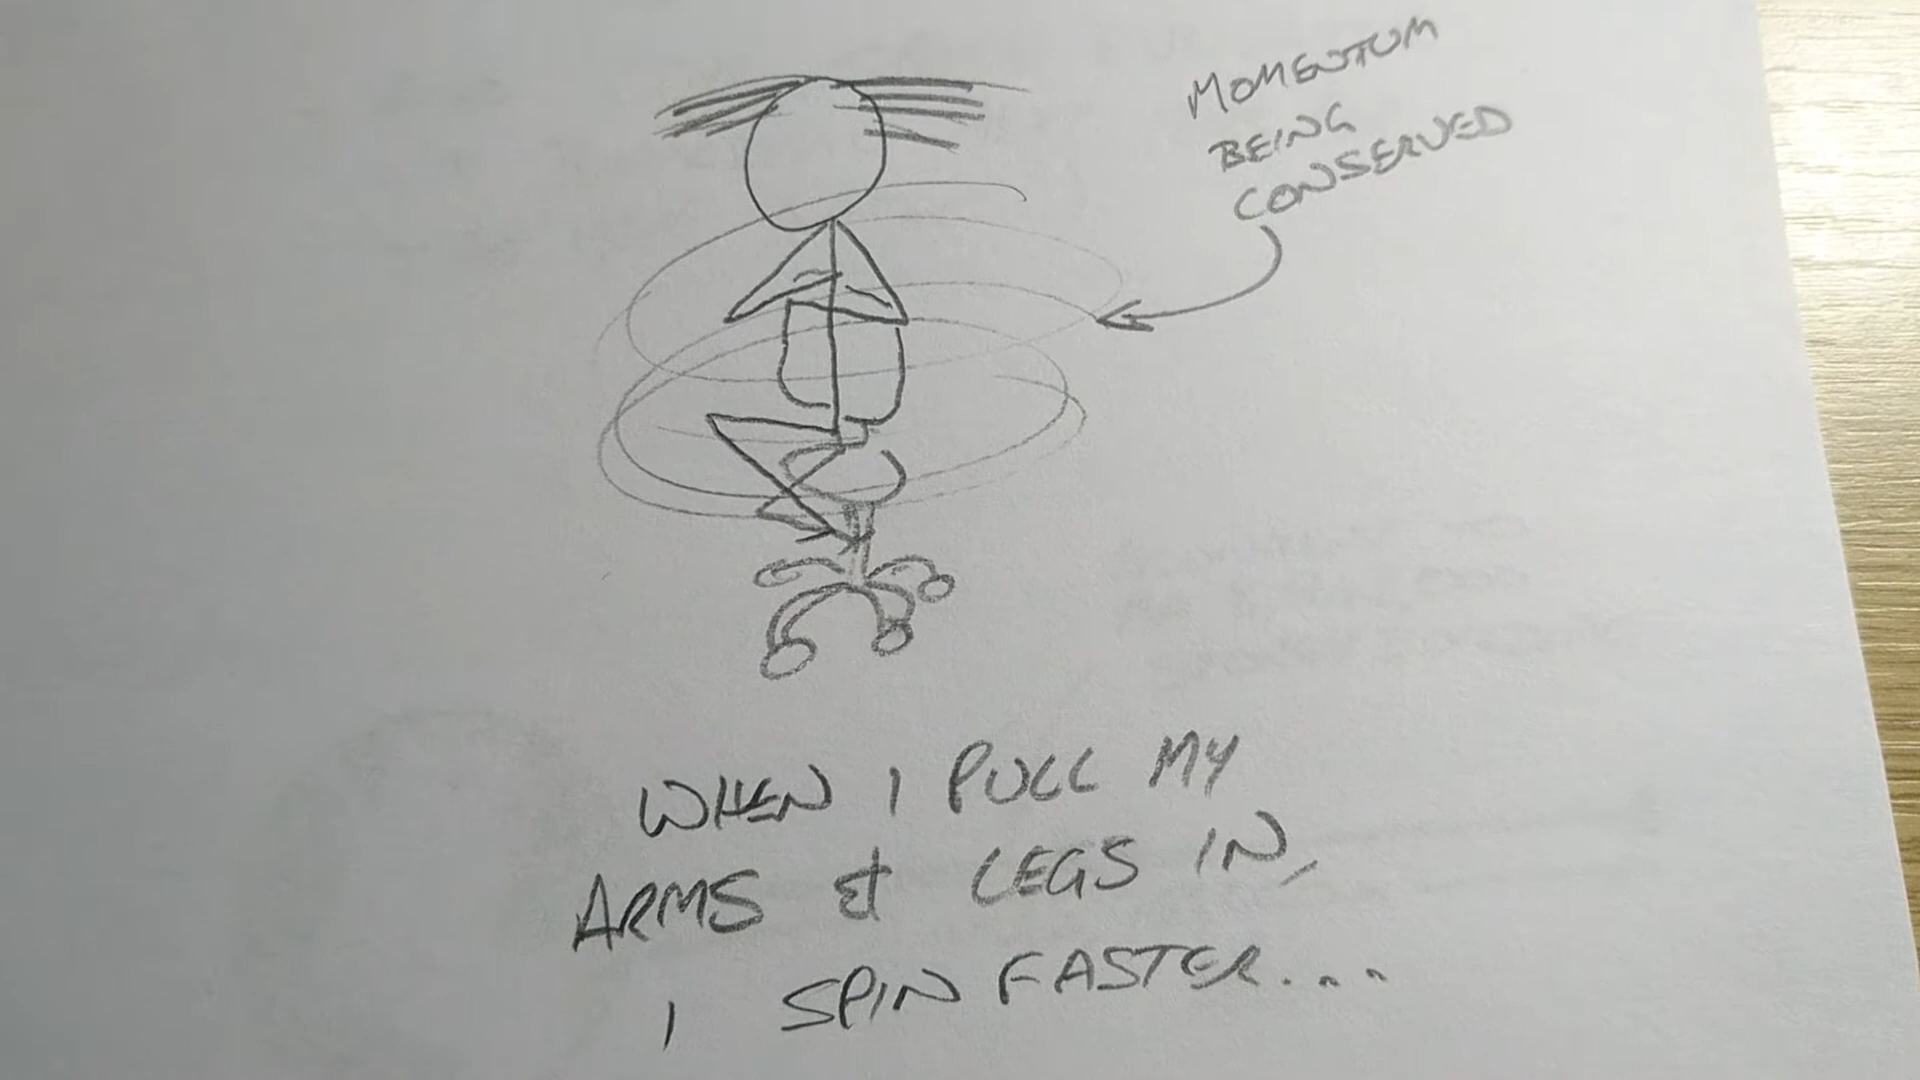 MOMENTUM
BEING
CONSERVED
WHEN I PULL MY
ARMS & LEGS IN,
I SPIN FASTER...